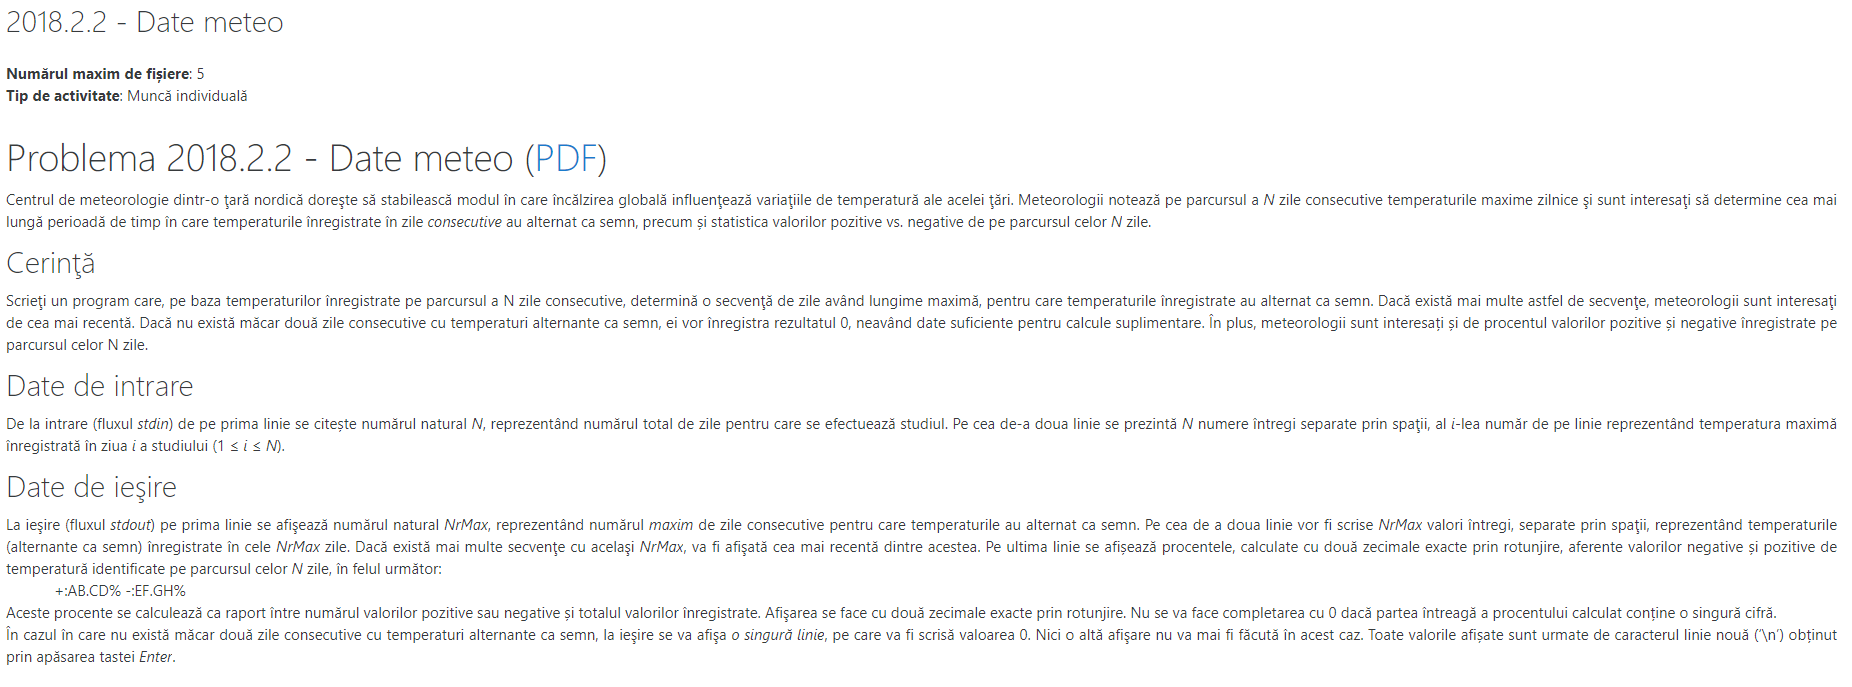 2018.2.2 - Date meteo
Numărul maxim de fișiere: 5
Tip de activitate: Muncă individuală
Problema 2018.2.2 - Date meteo (PDF)
Centrul de meteorologie dintr-o ţară nordică doreşte să stabilească modul în care încălzirea globală influenţează variaţiile de temperatură ale acelei ţări. Meteorologii notează pe parcursul a N zile consecutive temperaturile maxime zilnice şi sunt interesaţi să determine cea mai
lungă perioadă de timp în care temperaturile înregistrate în zile consecutive au alternat ca semn, precum și statistica valorilor pozitive vs. negative de pe parcursul celor N zile.
Cerinţă
Scrieţi un program care, pe baza temperaturilor înregistrate pe parcursul a N zile consecutive, determină o secvenţă de zile având lungime maximă, pentru care temperaturile înregistrate au alternat ca semn. Dacă există mai multe astfel de secvenţe, meteorologii sunt interesaţi
de cea mai recentă. Dacă nu există măcar două zile consecutive cu temperaturi alternante ca semn, ei vor înregistra rezultatul 0, neavând date suficiente pentru calcule suplimentare. În plus, meteorologii sunt interesați și de procentul valorilor pozitive și negative înregistrate pe
parcursul celor N zile.
Date de intrare
De la intrare (fluxul stdin) de pe prima linie se citește numărul natural N, reprezentând numărul total de zile pentru care se efectuează studiul. Pe cea de-a doua linie se prezintă N numere întregi separate prin spaţii, al i-lea număr de pe linie reprezentând temperatura maximă
înregistrată în ziua i a studiului (1 ≤ i ≤ N).
Date de ieşire
La ieşire (fluxul stdout) pe prima linie se afişează numărul natural NrMax, reprezentând numărul maxim de zile consecutive pentru care temperaturile au alternat ca semn. Pe cea de a doua linie vor fi scrise NrMax valori întregi, separate prin spaţii, reprezentând temperaturile
(alternante ca semn) înregistrate în cele NrMax zile. Dacă există mai multe secvenţe cu acelaşi NrMax, va fi afişată cea mai recentă dintre acestea. Pe ultima linie se afișează procentele, calculate cu două zecimale exacte prin rotunjire, aferente valorilor negative și pozitive de
temperatură identificate pe parcursul celor N zile, în felul următor:
+:AB.CD% -:EF.GH%
Aceste procente se calculează ca raport între numărul valorilor pozitive sau negative și totalul valorilor înregistrate. Afişarea se face cu două zecimale exacte prin rotunjire. Nu se va face completarea cu 0 dacă partea întreagă a procentului calculat conține o singură cifră.
În cazul în care nu există măcar două zile consecutive cu temperaturi alternante ca semn, la ieşire se va afişa o singură linie, pe care va fi scrisă valoarea 0. Nici o altă afişare nu va mai fi făcută în acest caz. Toate valorile afișate sunt urmate de caracterul linie nouă ('\n') obținut
prin apăsarea tastei Enter.